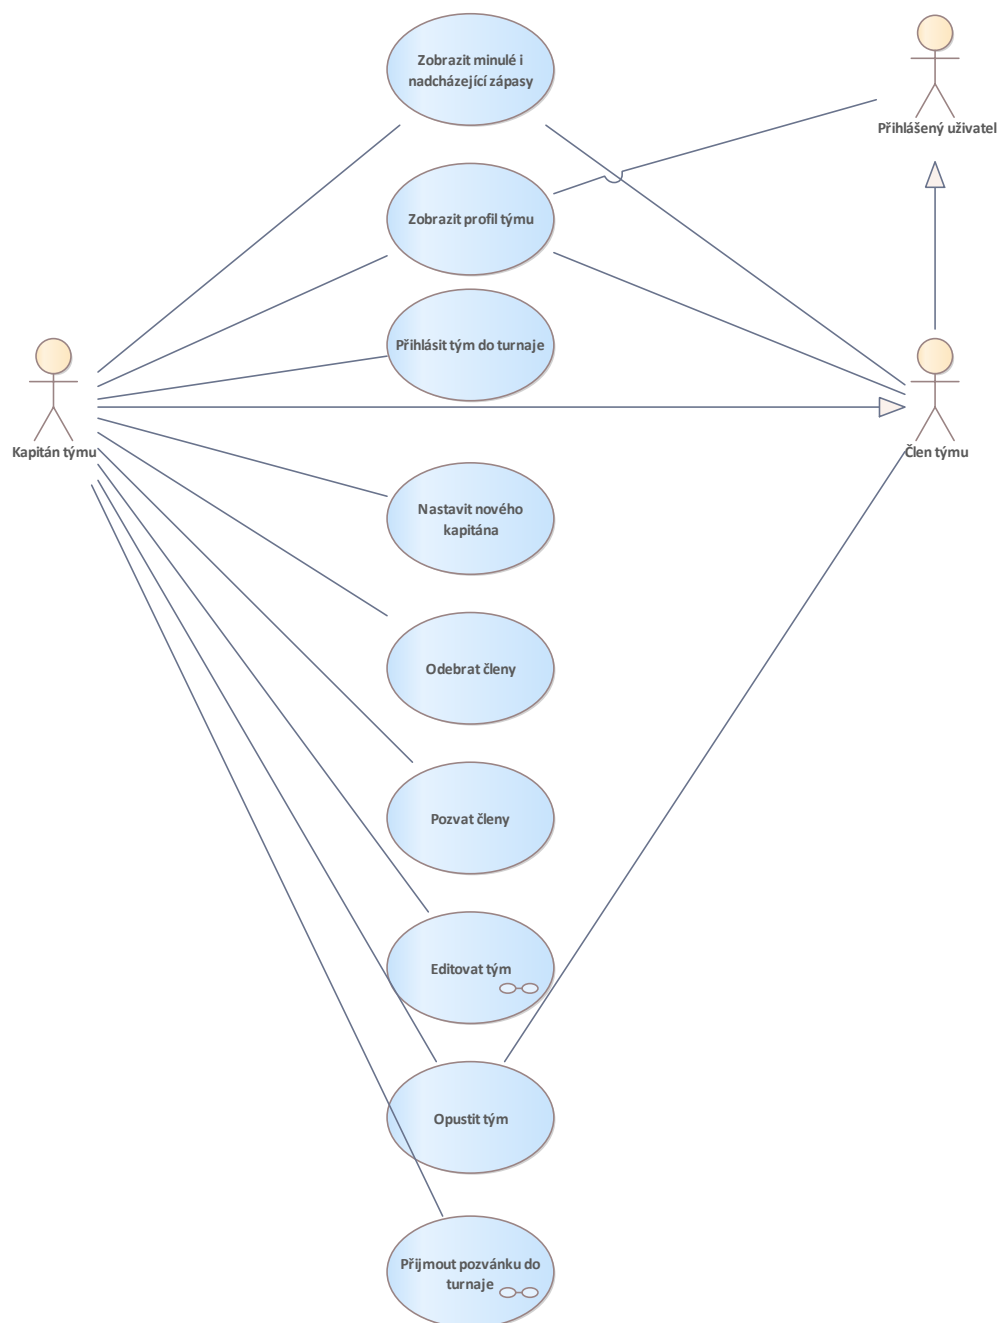 Zobrazit minulé i
nadcházející zápasy
Přihlášený uživatel
Zobrazit profil týmu
Přihlásit tým do turnaje
Kapitán týmu
Člen týmu
Nastavit nového
kapitána
Odebrat členy
Pozvat členy
Editovat tým
Opustit tým
Přijmout pozvánku do
turnaje